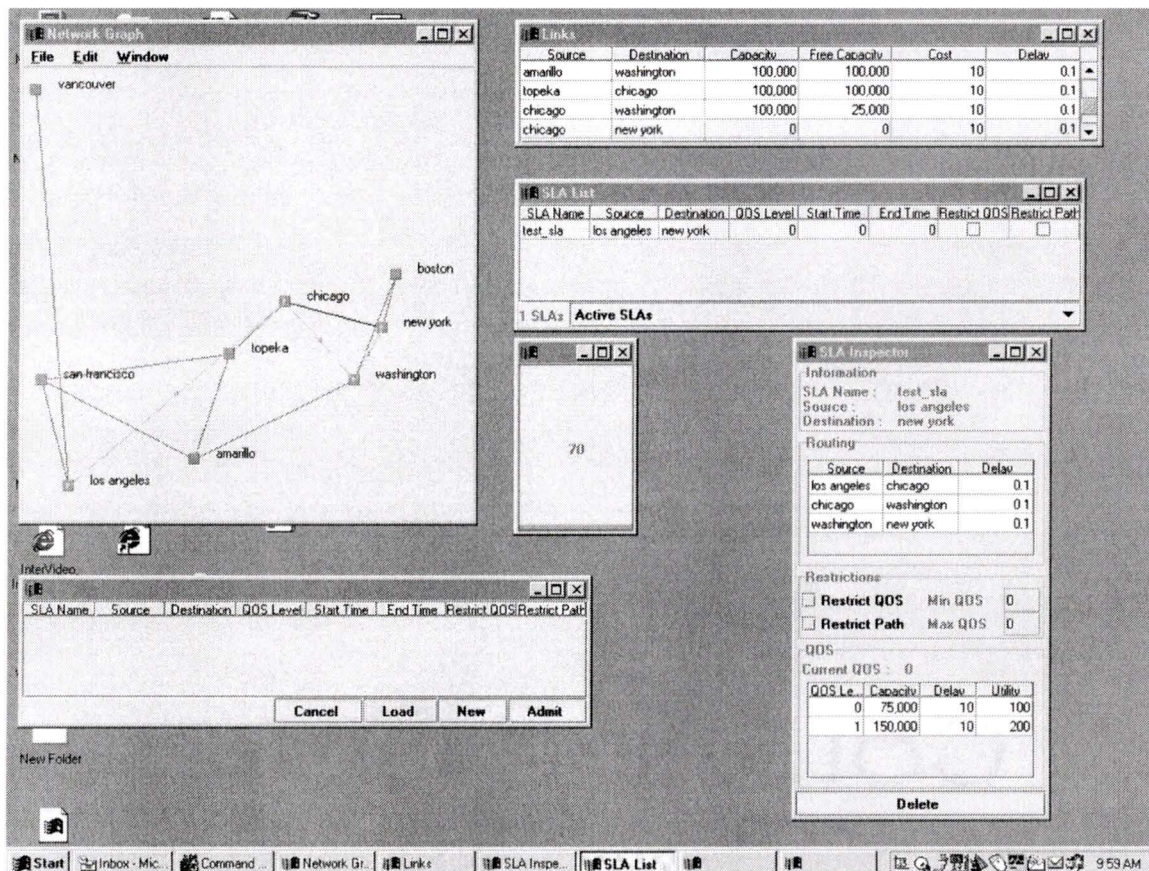 Network Graph
File Edit Window
vancouver
boston
chicago
new york
topeka
san francisco
washington
amarillo
los angeles
Links
Source Destination Capacity Free Capacity Cost Delay
amarillo washington 100,000 100,000 10 0.1
topeka chicago 100,000 100,000 10 0.1
chicago washington 100,000 25,000 10 0.1
chicago new york 0 0 10 0.1
SLA List
SLA Name Source Destination QOS Level Start Time End Time Restrict QOS Restrict Path
test_sla los angeles new york 0 0 0
1 SLAs Active SLAs
70
SLA Inspector
Information
SLA Name : test_sla
Source : los angeles
Destination : new york
Routing
Source Destination Delay
los angeles chicago 0.1
chicago washington 0.1
washington new york 0.1
Restrictions
Restrict QOS Min QOS 0
Restrict Path Max QOS 0
QOS
Current QOS : 0
QOS Le... Capacity Delay Utility
0 75,000 10 100
1 150,000 10 200
Delete
InterVideo
SLA Name Source Destination QOS Level Start Time End Time Restrict QOS Restrict Path
Cancel Load New Admit
New Folder
Start Inbox - Mic... Command ... Network Gr... Links SLA Inspe... SLA List 9:59 AM